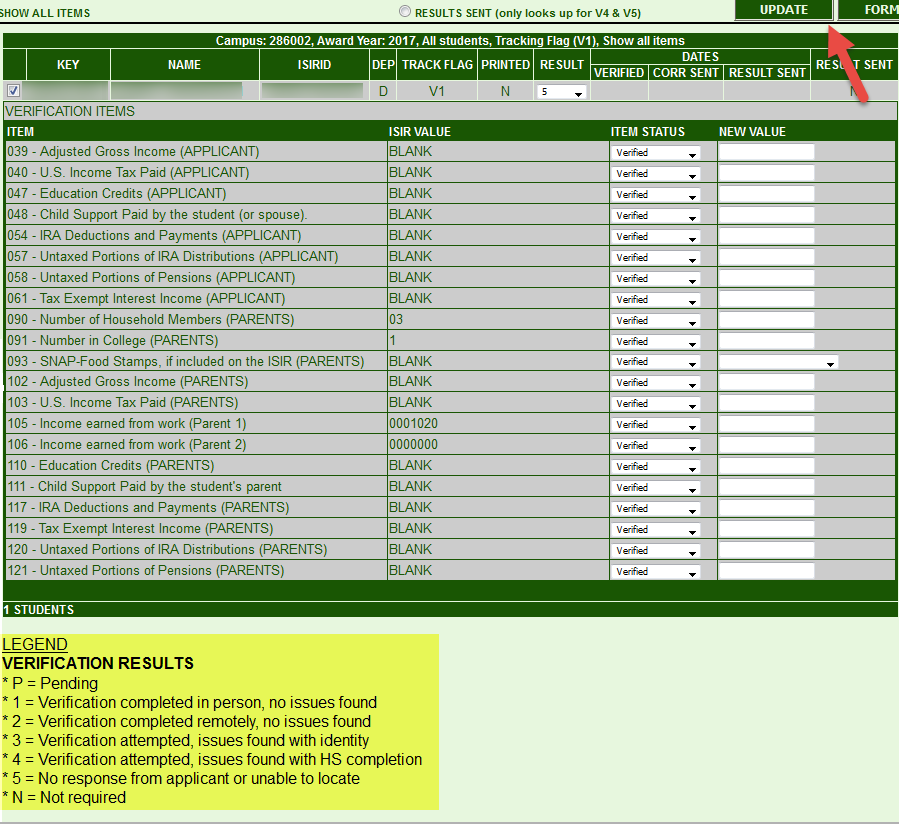 SHOW ALL ITEMS RESULTS SENT (only looks up for V4 & V5) UPDATE FORM
Campus: 286002, Award Year: 2017, All students, Tracking Flag (V1), Show all items
KEY NAME ISIRID DEP TRACK FLAG PRINTED RESULT DATES RESULT SENT
VERIFIED CORR SENT RESULT SENT
D V1 N 5 N
VERIFICATION ITEMS
ITEM ISIR VALUE ITEM STATUS NEW VALUE
039 - Adjusted Gross Income (APPLICANT) BLANK Verified
040 - U.S. Income Tax Paid (APPLICANT) BLANK Verified
047 - Education Credits (APPLICANT) BLANK Verified
048 - Child Support Paid by the student (or spouse). BLANK Verified
054 - IRA Deductions and Payments (APPLICANT) BLANK Verified
057 - Untaxed Portions of IRA Distributions (APPLICANT) BLANK Verified
058 - Untaxed Portions of Pensions (APPLICANT) BLANK Verified
061 - Tax Exempt Interest Income (APPLICANT) BLANK Verified
090 - Number of Household Members (PARENTS) 03 Verified
091 - Number in College (PARENTS) 1 Verified
093 - SNAP-Food Stamps, if included on the ISIR (PARENTS) BLANK Verified
102 - Adjusted Gross Income (PARENTS) BLANK Verified
103 - U.S. Income Tax Paid (PARENTS) BLANK Verified
105 - Income earned from work (Parent 1) 0001020 Verified
106 - Income earned from work (Parent 2) 0000000 Verified
110 - Education Credits (PARENTS) BLANK Verified
111 - Child Support Paid by the student's parent BLANK Verified
117 - IRA Deductions and Payments (PARENTS) BLANK Verified
119 - Tax Exempt Interest Income (PARENTS) BLANK Verified
120 - Untaxed Portions of IRA Distributions (PARENTS) BLANK Verified
121 - Untaxed Portions of Pensions (PARENTS) BLANK Verified
1 STUDENTS
LEGEND
VERIFICATION RESULTS
* P = Pending
* 1 = Verification completed in person, no issues found
* 2 = Verification completed remotely, no issues found
* 3 = Verification attempted, issues found with identity
* 4 = Verification attempted, issues found with HS completion
* 5 = No response from applicant or unable to locate
* N = Not required